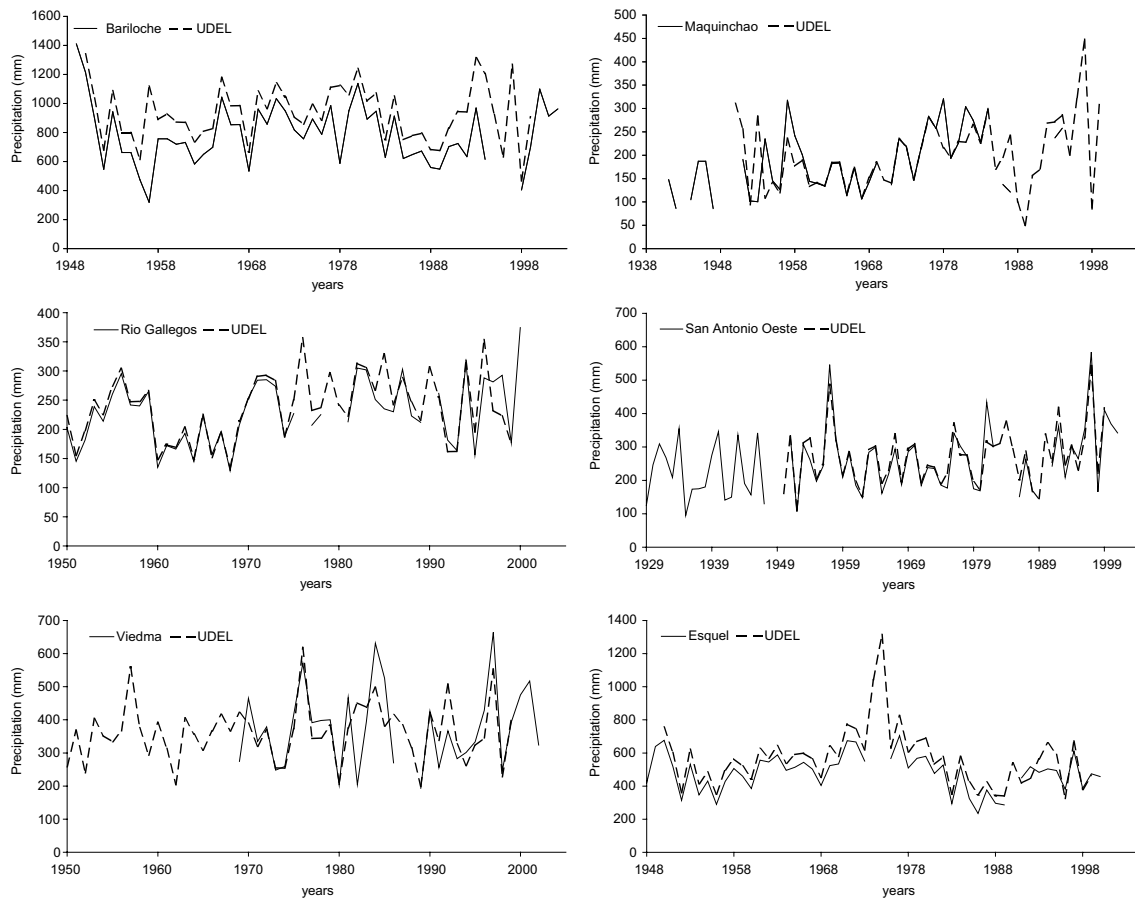 Bariloche UDEL
Precipitation (mm)
1600
1400
1200
1000
800
600
400
200
0
1948 1958 1968 1978 1988 1998
years
Maquinchao UDEL
Precipitation (mm)
500
450
400
350
300
250
200
150
100
50
0
1938 1948 1958 1968 1978 1988 1998
years
Rio Gallegos UDEL
Precipitation (mm)
400
350
300
250
200
150
100
50
0
1950 1960 1970 1980 1990 2000
years
San Antonio Oeste UDEL
Precipitation (mm)
700
600
500
400
300
200
100
0
1929 1939 1949 1959 1969 1979 1989 1999
years
Viedma UDEL
Precipitation (mm)
700
600
500
400
300
200
100
0
1950 1960 1970 1980 1990 2000
years
Esquel UDEL
Precipitation (mm)
1400
1200
1000
800
600
400
200
0
1948 1958 1968 1978 1988 1998
years